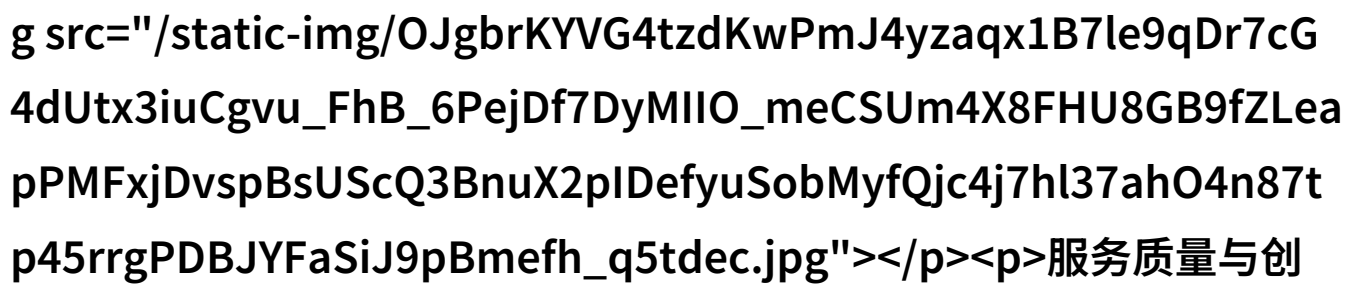 g src="/static-img/OJgbrKYVG4tzdKwPmJ4yzaqx1B7le9qDr7cG
4dUtx3iuCgvu_FhB_6PejDf7DyMIIO_meCSUm4X8FHU8GB9fZLea
pPMFxjDvspBsUScQ3BnuX2pIDefyuSobMyfQjc4j7hl37ahO4n87t
p45rrgPDBJYFaSiJ9pBmefh_q5tdec.jpg"></p><p>服务质量与创